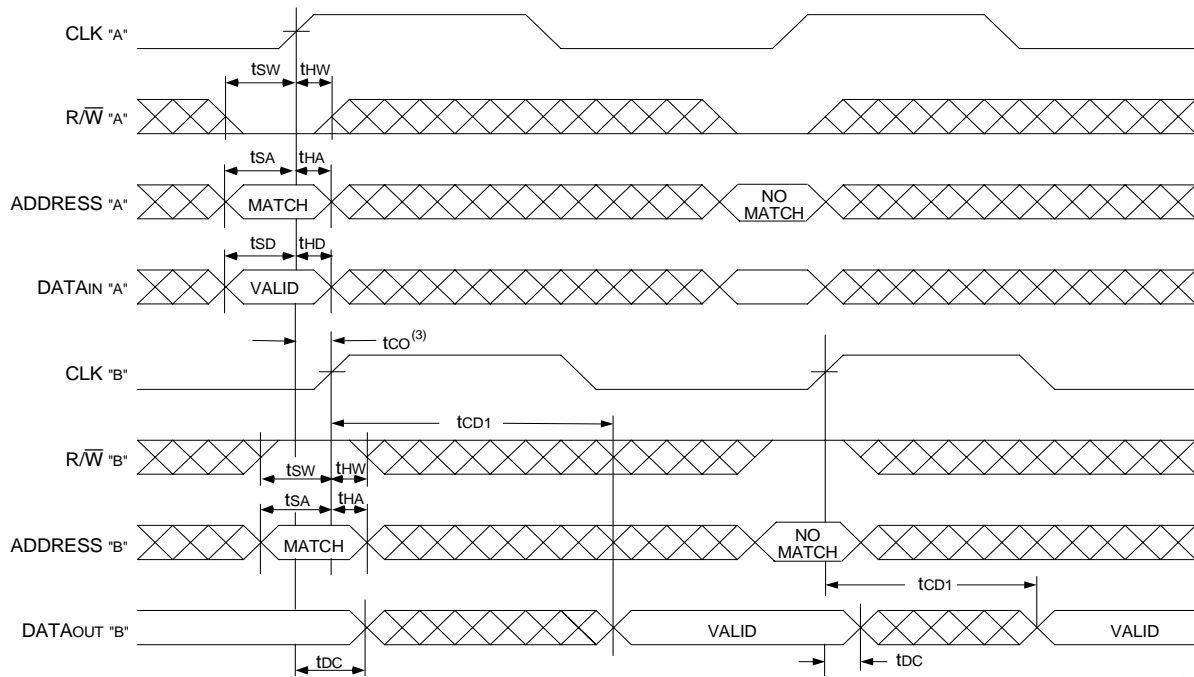 CLK "A"
tSW tHW
R/W̅ "A"
tSA tHA
ADDRESS "A" MATCH NO MATCH
tSD tHD
DATAIN "A" VALID
tCO(3)
CLK "B"
tCD1
R/W̅ "B"
tSW tHW
tSA tHA
ADDRESS "B" MATCH NO MATCH
tCD1
DATAOUT "B" VALID VALID
tDC tDC